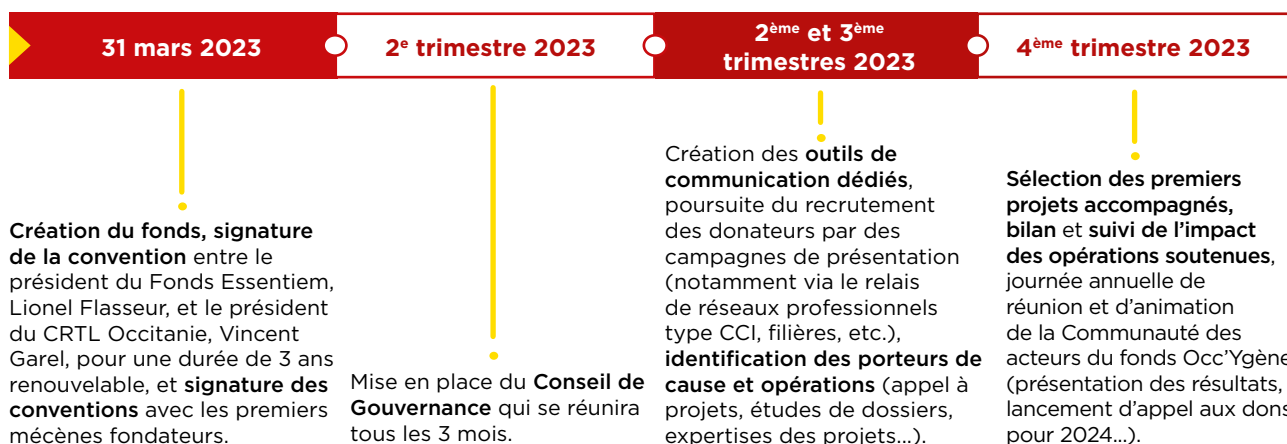 31 mars 2023
2e trimestre 2023
2ème et 3ème
trimestres 2023
4ème trimestre 2023
Création du fonds, signature
de la convention entre le
président du Fonds Essentiem,
Lionel Flasseur, et le président
du CRTL Occitanie, Vincent
Garel, pour une durée de 3 ans
renouvelable, et signature des
conventions avec les premiers
mécènes fondateurs.
Mise en place du Conseil de
Gouvernance qui se réunira
tous les 3 mois.
Création des outils de
communication dédiés,
poursuite du recrutement
des donateurs par des
campagnes de présentation
(notamment via le relais
de réseaux professionnels
type CCI, filières, etc.),
identification des porteurs de
cause et opérations (appel à
projets, études de dossiers,
expertises des projets...).
Sélection des premiers
projets accompagnés,
bilan et suivi de l'impact
des opérations soutenues,
journée annuelle de
réunion et d'animation
de la Communauté des
acteurs du fonds Occ'Ygène
(présentation des résultats,
lancement d'appel aux dons
pour 2024...).